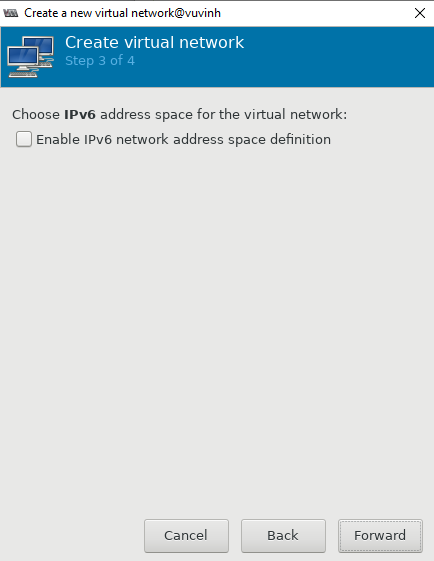 Create a new virtual network@vuvinh
Create virtual network
Step 3 of 4
Choose IPv6 address space for the virtual network:
Enable IPv6 network address space definition
Cancel Back Forward